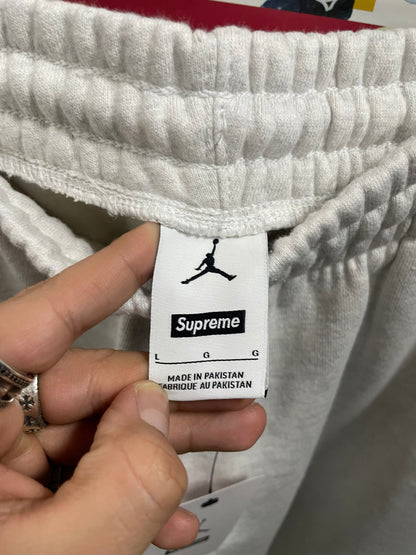 Supreme
L G G
MADE IN PAKISTAN
FABRIQUE AU PAKISTAN